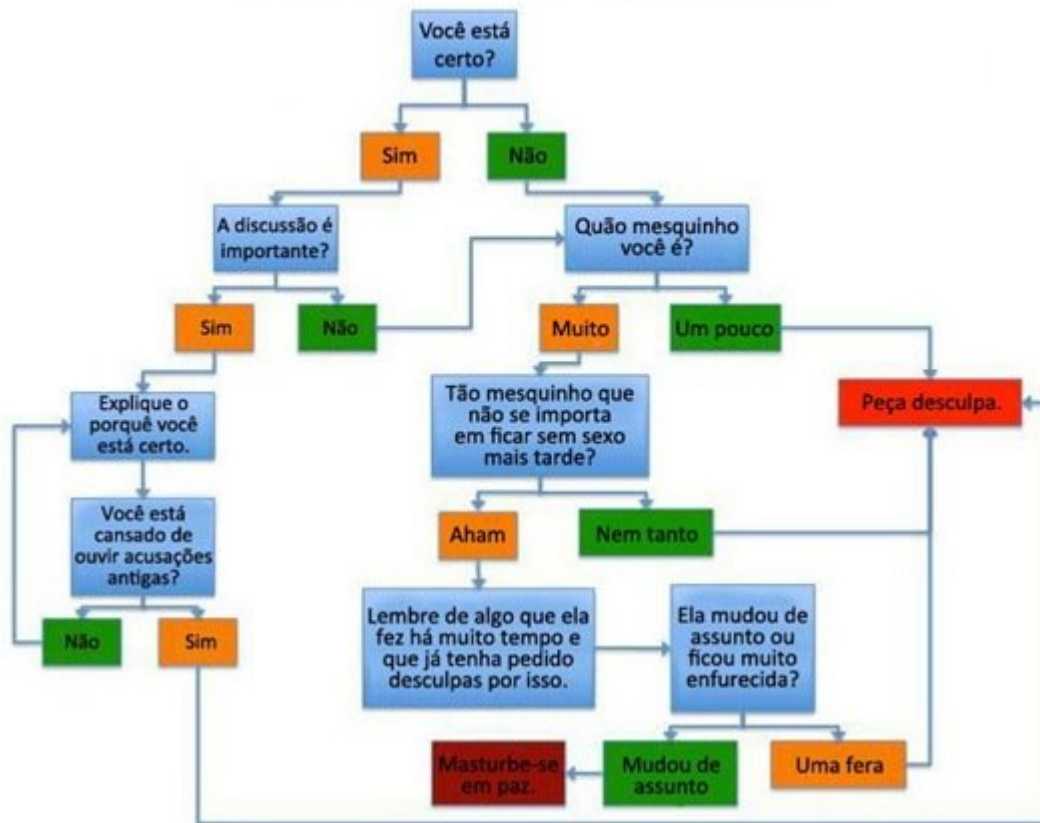 Você está
certo?
Sim
Não
A discussão é
importante?
Quão mesquinho
você é?
Sim
Não
Muito
Um pouco
Explique o
porquê você
está certo.
Tão mesquinho que
não se importa
em ficar sem sexo
mais tarde?
Peça desculpa.
Você está
cansado de
ouvir acusações
antigas?
Aham
Nem tanto
Não
Sim
Lembre de algo que ela
fez há muito tempo e
que já tenha pedido
desculpas por isso.
Ela mudou de
assunto ou
ficou muito
enfurecida?
Masturbe-se
em paz.
Mudou de
assunto
Uma fera